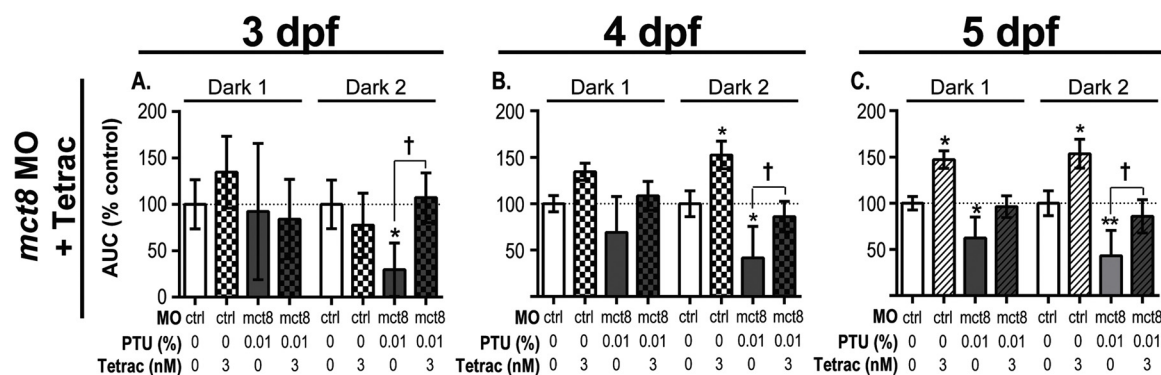 3 dpf 4 dpf 5 dpf
mct8 MO
+ Tetrac
A. B. C.
Dark 1 Dark 2 Dark 1 Dark 2 Dark 1 Dark 2
AUC (% control)
200 200 200
150 150 150
100 100 100
50 50 50
0 0 0
* † * * † * * * ** †
MO ctrl ctrl mct8 mct8 ctrl ctrl mct8 mct8 MO ctrl ctrl mct8 mct8 ctrl ctrl mct8 mct8 MO ctrl ctrl mct8 mct8 ctrl ctrl mct8 mct8
PTU (%) 0 0 0.01 0.01 0 0 0.01 0.01 PTU (%) 0 0 0.01 0.01 0 0 0.01 0.01 PTU (%) 0 0 0.01 0.01 0 0 0.01 0.01
Tetrac (nM) 0 3 0 3 0 3 0 3 Tetrac (nM) 0 3 0 3 0 3 0 3 Tetrac (nM) 0 3 0 3 0 3 0 3